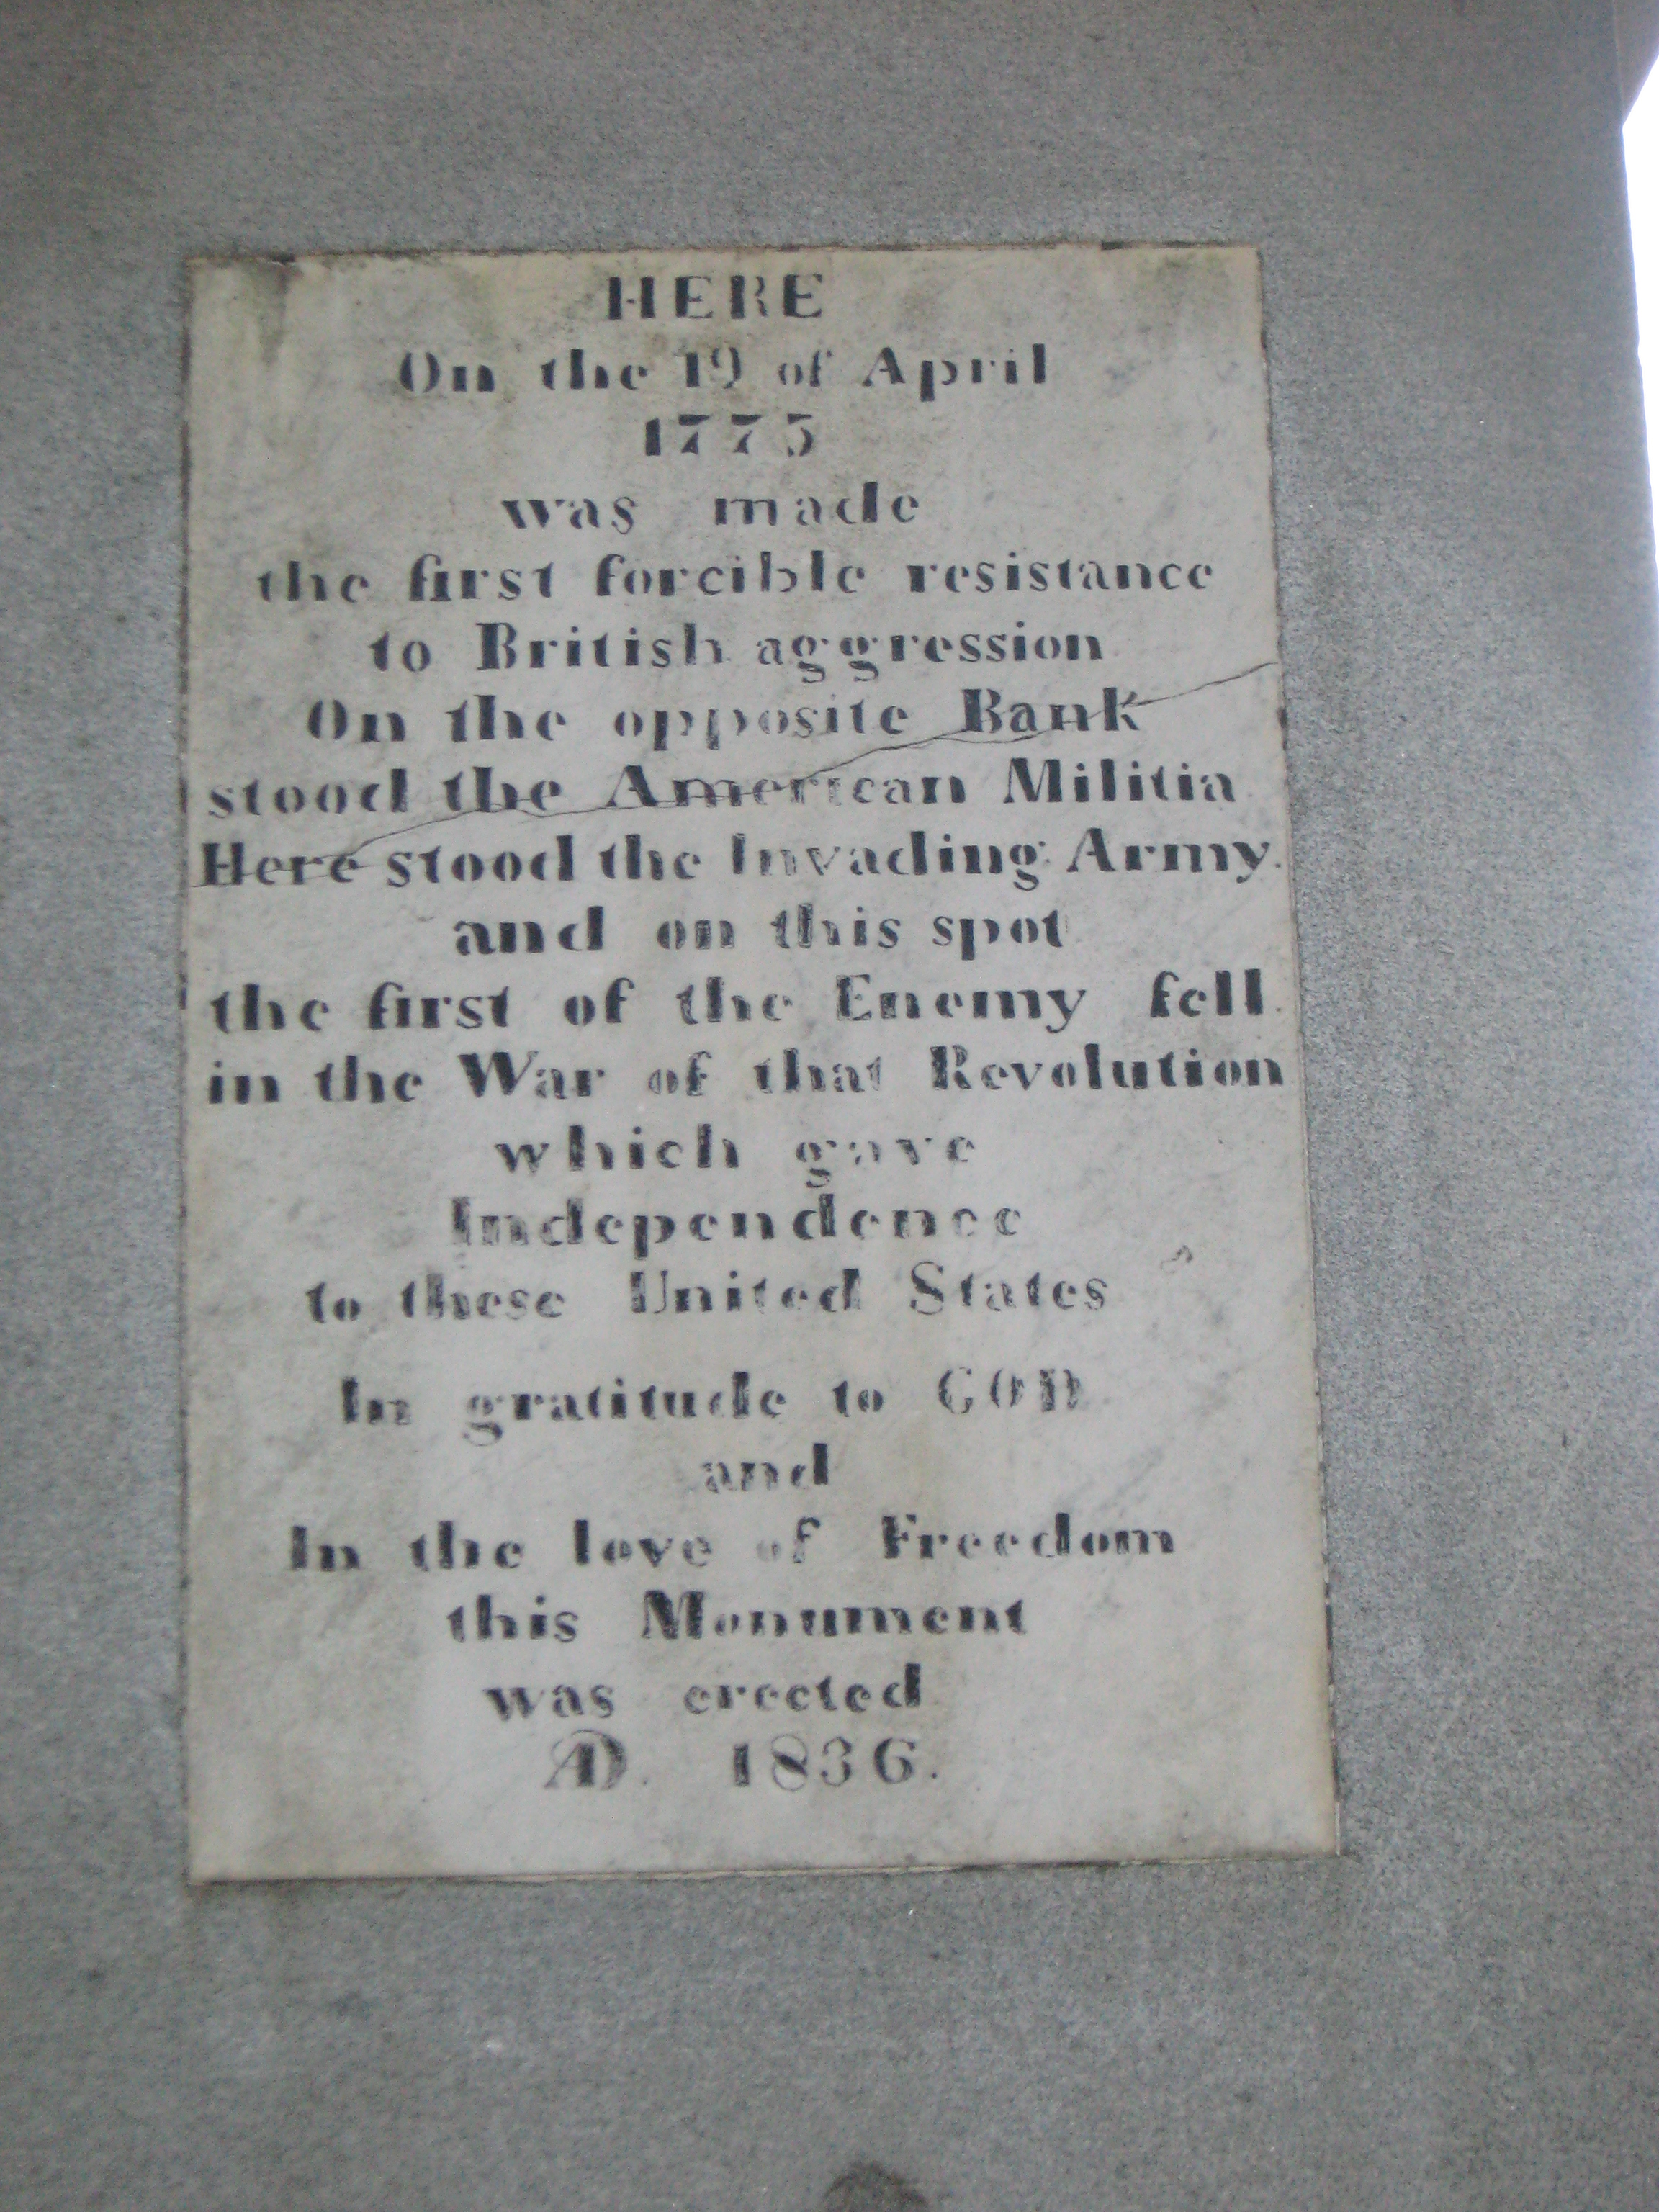 HERE
On the 19 of April
1775
was made
the first forcible resistance
to British aggression
On the opposite Bank
stood the American Militia
Here stood the Invading Army
and on this spot
the first of the Enemy fell
in the War of that Revolution
which gave
Independence
to these United States
In gratitude to GOD
and
In the love of Freedom
this Monument
was erected
AD. 1836.